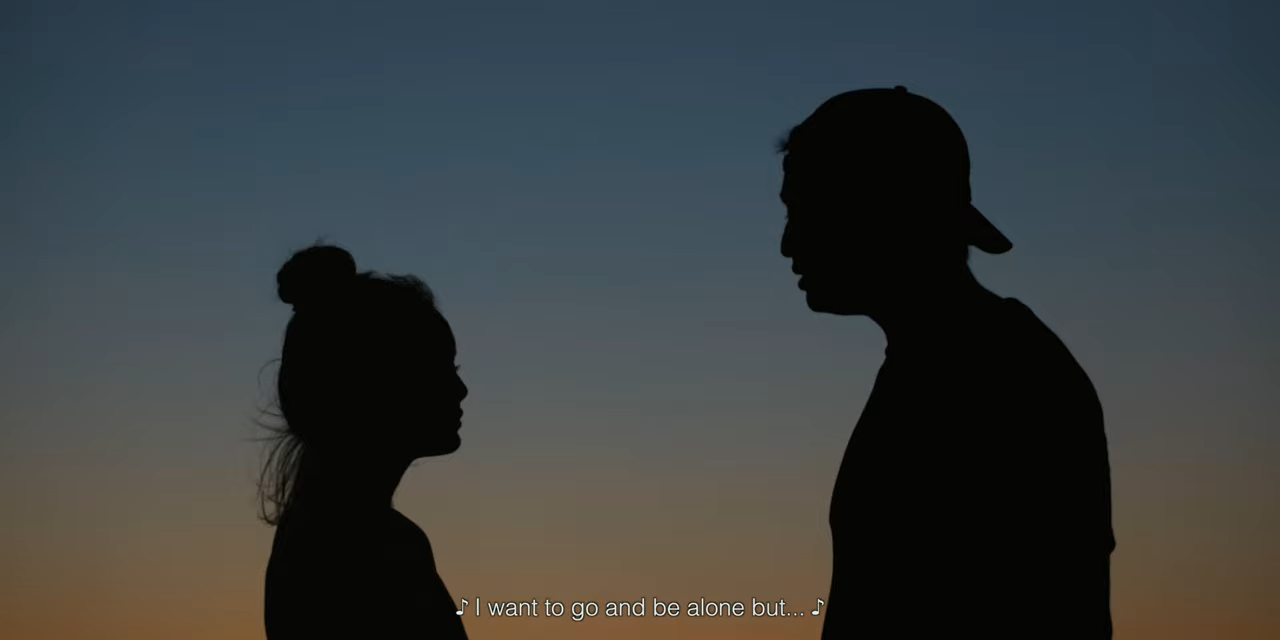 ♪ I want to go and be alone but... ♪